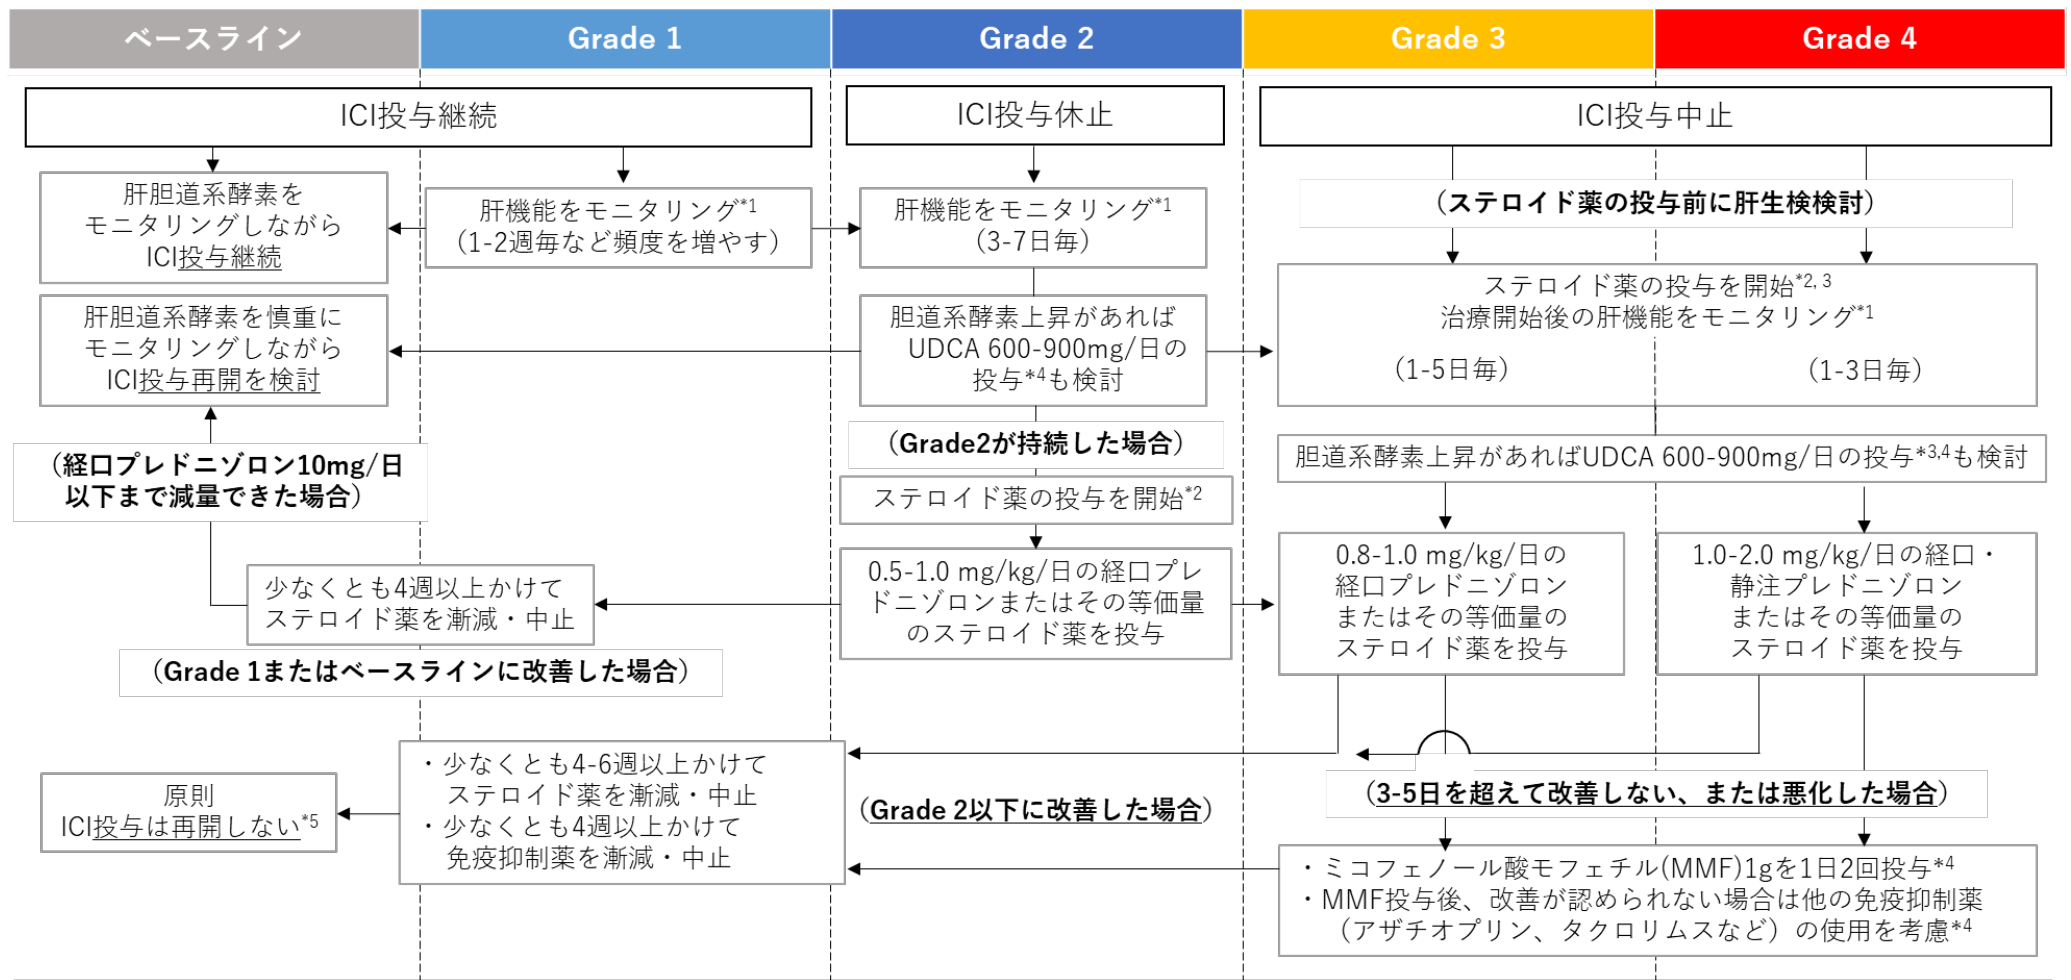 ベースライン
Grade 1
Grade 2
Grade 3
Grade 4
ICI投与継続
ICI投与休止
ICI投与中止
肝胆道系酵素を
モニタリングしながら
ICI投与継続
肝機能をモニタリング*1
（1-2週毎など頻度を増やす）
肝機能をモニタリング*1
（3-7日毎）
（ステロイド薬の投与前に肝生検検討）
ステロイド薬の投与を開始*2, 3
治療開始後の肝機能をモニタリング*1
（1-5日毎）
（1-3日毎）
肝胆道系酵素を慎重に
モニタリングしながら
ICI投与再開を検討
胆道系酵素上昇があれば
UDCA 600-900mg/日の
投与*4も検討
（Grade2が持続した場合）
胆道系酵素上昇があればUDCA 600-900mg/日の投与*3,4も検討
（経口プレドニゾロン10mg/日
以下まで減量できた場合）
ステロイド薬の投与を開始*2
少なくとも4週以上かけて
ステロイド薬を漸減・中止
0.5-1.0 mg/kg/日の経口プレ
ドニゾロンまたはその等価量
のステロイド薬を投与
0.8-1.0 mg/kg/日の
経口プレドニゾロン
またはその等価量の
ステロイド薬を投与
1.0-2.0 mg/kg/日の経口・
静注プレドニゾロン
またはその等価量の
ステロイド薬を投与
（Grade 1またはベースラインに改善した場合）
・少なくとも4-6週以上かけて
ステロイド薬を漸減・中止
・少なくとも4週以上かけて
免疫抑制薬を漸減・中止
原則
ICI投与は再開しない*5
（Grade 2以下に改善した場合）
（3-5日を超えて改善しない、または悪化した場合）
・ミコフェノール酸モフェチル(MMF)1gを1日2回投与*4
・MMF投与後、改善が認められない場合は他の免疫抑制薬
（アザチオプリン、タクロリムスなど）の使用を考慮*4